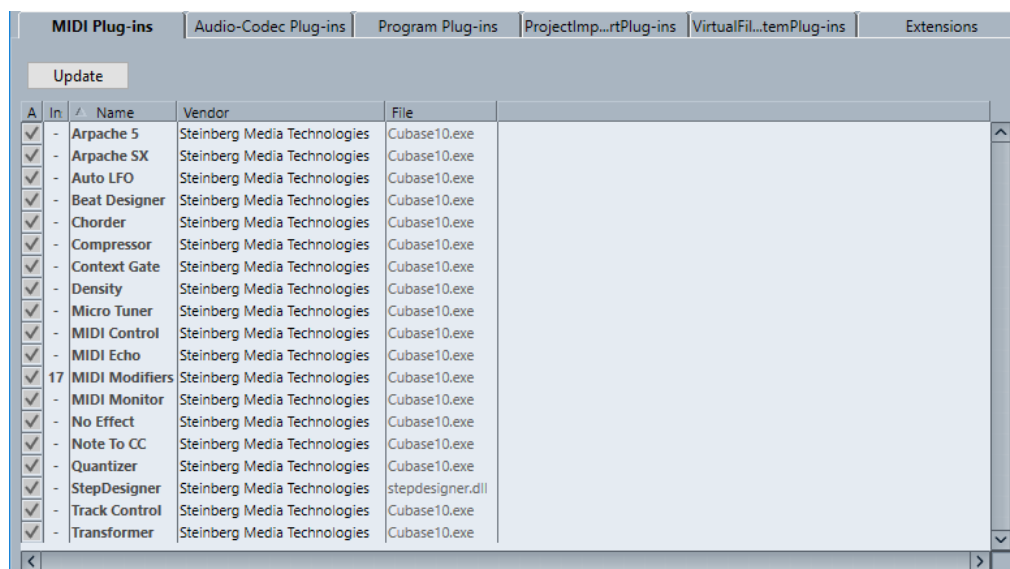 MIDI Plug-ins Audio-Codec Plug-ins Program Plug-ins ProjectImp...rtPlug-ins VirtualFil...temPlug-ins Extensions
Update
A In Name Vendor File
- Arpache 5 Steinberg Media Technologies Cubase10.exe
- Arpache SX Steinberg Media Technologies Cubase10.exe
- Auto LFO Steinberg Media Technologies Cubase10.exe
- Beat Designer Steinberg Media Technologies Cubase10.exe
- Chorder Steinberg Media Technologies Cubase10.exe
- Compressor Steinberg Media Technologies Cubase10.exe
- Context Gate Steinberg Media Technologies Cubase10.exe
- Density Steinberg Media Technologies Cubase10.exe
- Micro Tuner Steinberg Media Technologies Cubase10.exe
- MIDI Control Steinberg Media Technologies Cubase10.exe
- MIDI Echo Steinberg Media Technologies Cubase10.exe
17 MIDI Modifiers Steinberg Media Technologies Cubase10.exe
- MIDI Monitor Steinberg Media Technologies Cubase10.exe
- No Effect Steinberg Media Technologies Cubase10.exe
- Note To CC Steinberg Media Technologies Cubase10.exe
- Quantizer Steinberg Media Technologies Cubase10.exe
- StepDesigner Steinberg Media Technologies stepdesigner.dll
- Track Control Steinberg Media Technologies Cubase10.exe
- Transformer Steinberg Media Technologies Cubase10.exe